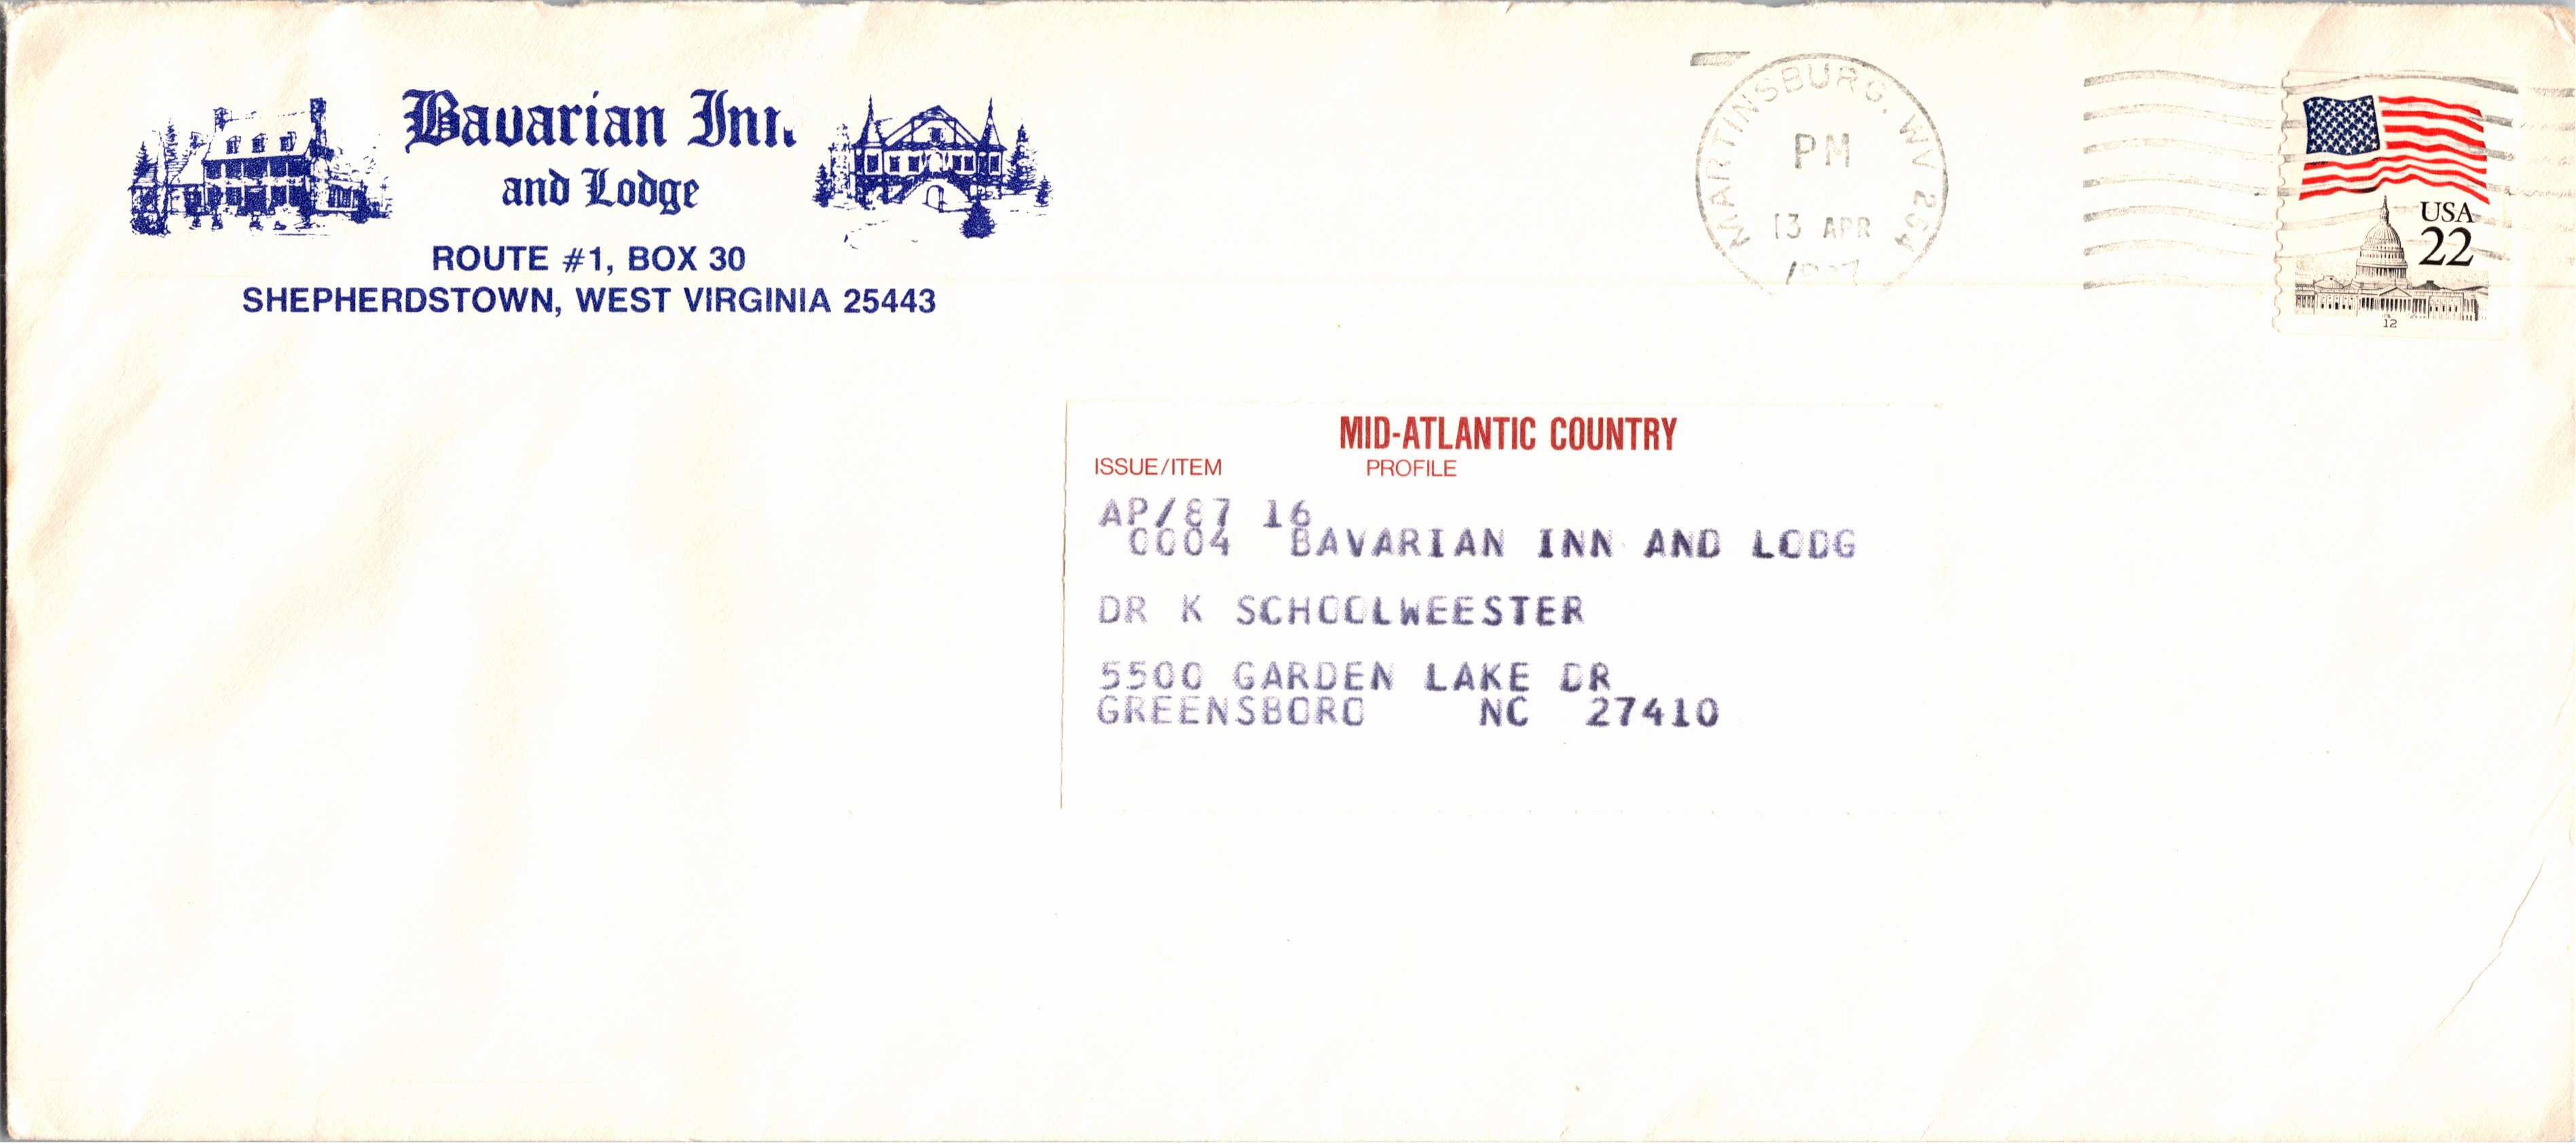 Bavarian Inn
and Lodge
ROUTE #1, BOX 30
SHEPHERDSTOWN, WEST VIRGINIA 25443
MARTINSBURG, WV 254
PM
13 APR
1987
USA
22
12
MID-ATLANTIC COUNTRY
ISSUE/ITEM PROFILE
AP/87 16
0004 BAVARIAN INN AND LODG
DR K SCHOOLWEESTER
5500 GARDEN LAKE DR
GREENSBORO NC 27410